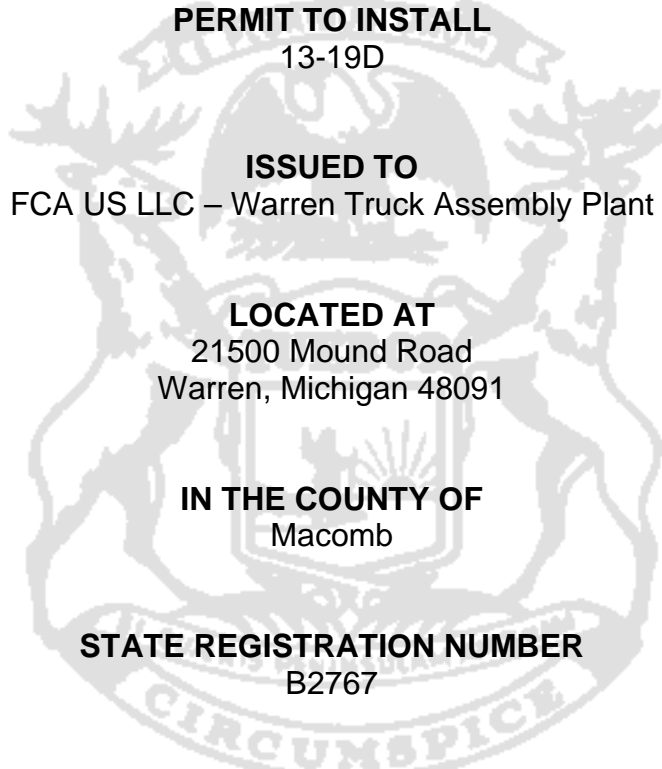 PERMIT TO INSTALL
13-19D
ISSUED TO
FCA US LLC – Warren Truck Assembly Plant
LOCATED AT
21500 Mound Road
Warren, Michigan 48091
IN THE COUNTY OF
Macomb
STATE REGISTRATION NUMBER
B2767
CIRCUMSPICE